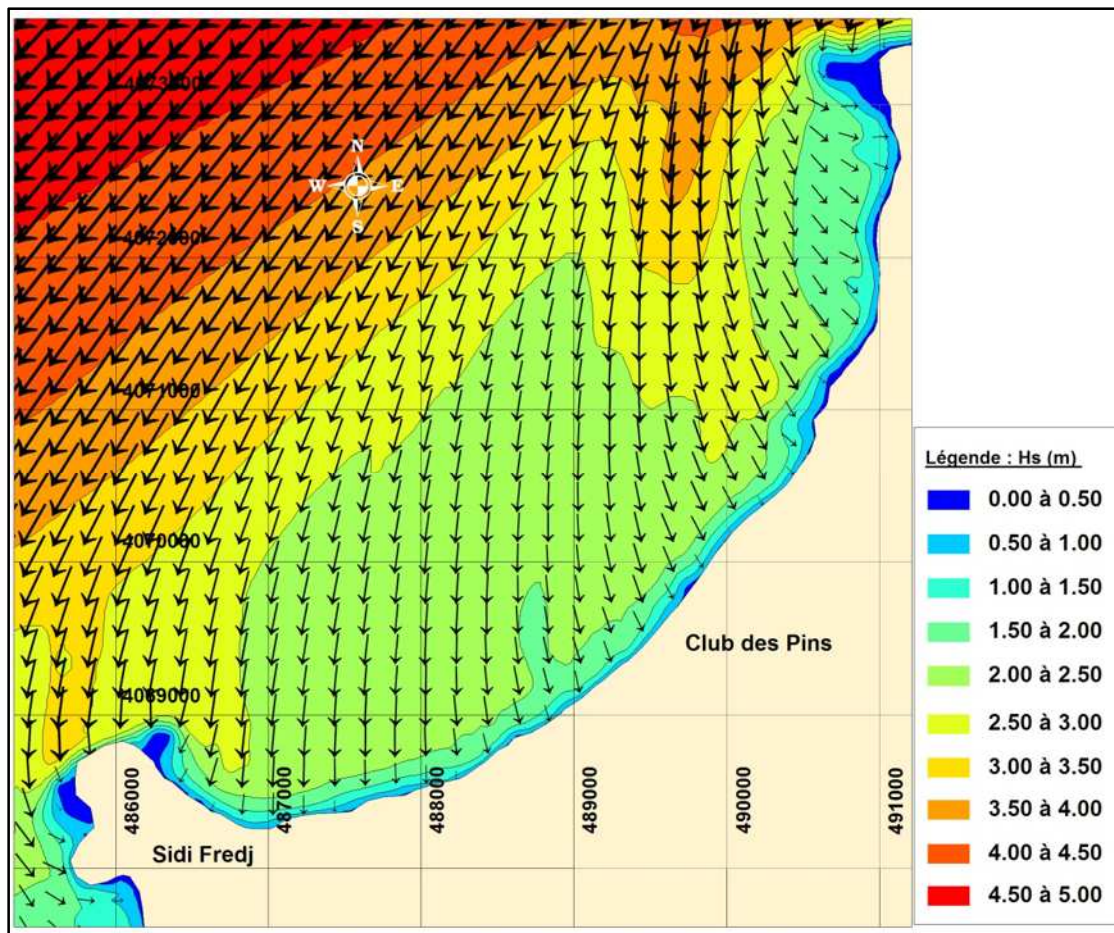 4073000
N
W E
S
4072000
4071000
4070000
4069000
Club des Pins
Sidi Fredj
486000
487000
488000
489000
490000
491000
Légende : Hs (m)
0.00 à 0.50
0.50 à 1.00
1.00 à 1.50
1.50 à 2.00
2.00 à 2.50
2.50 à 3.00
3.00 à 3.50
3.50 à 4.00
4.00 à 4.50
4.50 à 5.00